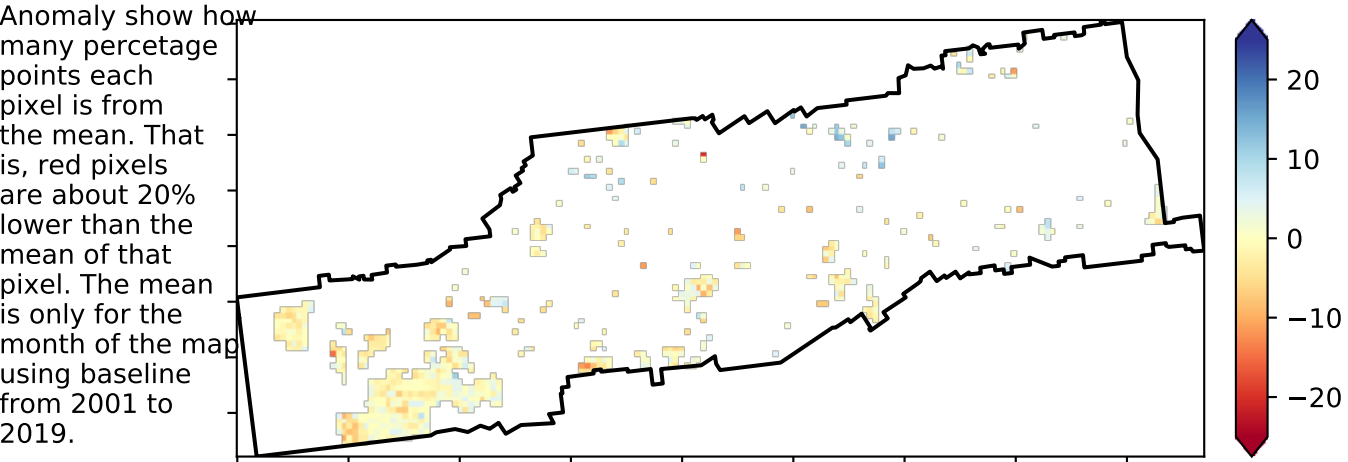 Anomaly show how
many percetage
points each
pixel is from
the mean. That
is, red pixels
are about 20%
lower than the
mean of that
pixel. The mean
is only for the
month of the map
using baseline
from 2001 to
2019.
20
10
0
−10
−20